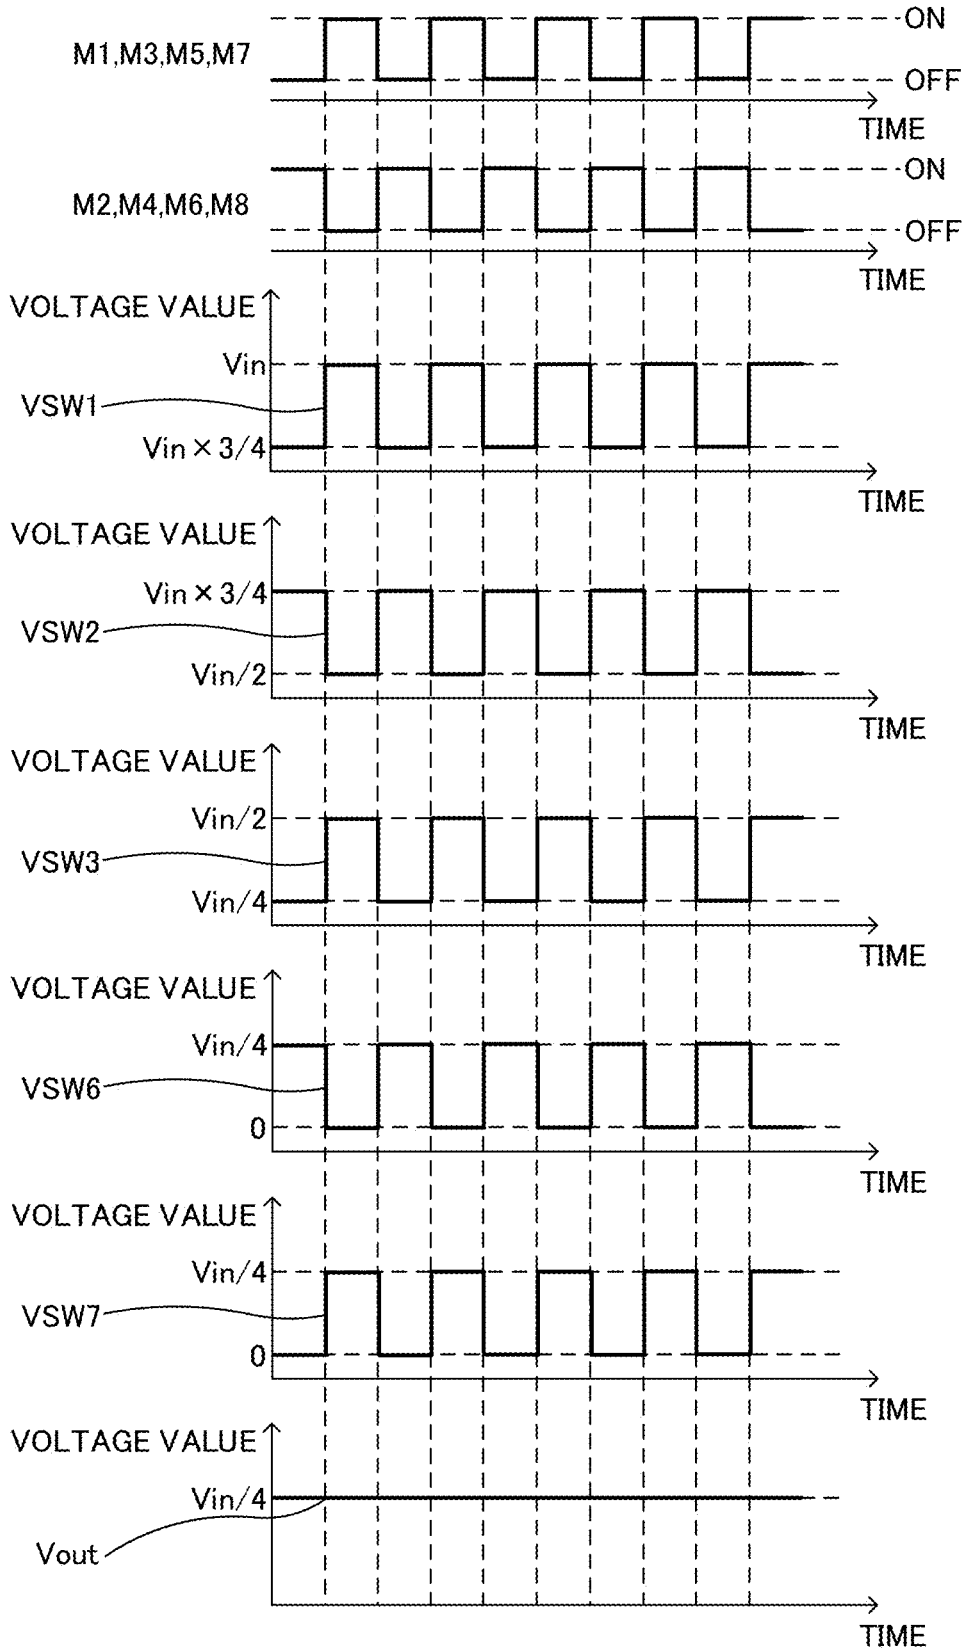 ON
M1,M3,M5,M7
OFF
TIME
ON
M2,M4,M6,M8
OFF
TIME
VOLTAGE VALUE
Vin
VSW1
Vin × 3/4
TIME
VOLTAGE VALUE
Vin × 3/4
VSW2
Vin/2
TIME
VOLTAGE VALUE
Vin/2
VSW3
Vin/4
TIME
VOLTAGE VALUE
Vin/4
VSW6
0
TIME
VOLTAGE VALUE
Vin/4
VSW7
0
TIME
VOLTAGE VALUE
Vin/4
Vout
TIME